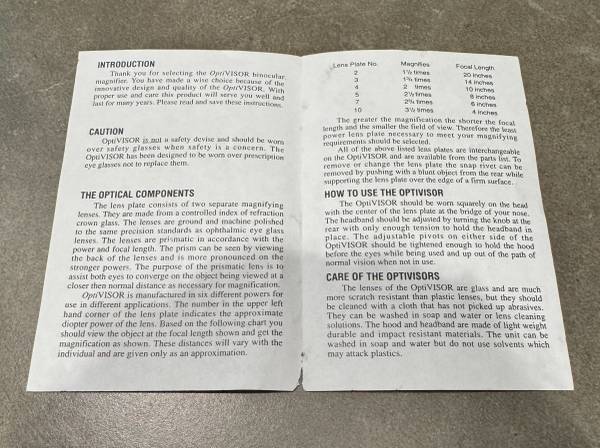 INTRODUCTION
Thank you for selecting the OptiVISOR binocular
magnifier. You have made a wise choice because of the
innovative design and quality of the OptiVISOR. With
proper use and care this product will serve you well and
last for many years. Please read and save these instructions.
CAUTION
OptiVISOR is not a safety devise and should be worn
over safety glasses when safety is a concern. The
OptiVISOR has been designed to be worn over prescription
eye glasses not to replace them.
THE OPTICAL COMPONENTS
The lens plate consists of two separate magnifying
lenses. They are made from a controlled index of refraction
crown glass. The lenses are ground and machine polished
to the same precision standards as ophthalmic eye glass
lenses. The lenses are prismatic in accordance with the
power and focal length. The prism can be seen by viewing
the back of the lenses and is more pronounced on the
stronger powers. The purpose of the prismatic lens is to
assist both eyes to converge on the object being viewed at a
closer then normal distance as necessary for magnification.
OptiVISOR is manufactured in six different powers for
use in different applications. The number in the upper left
hand corner of the lens plate indicates the approximate
diopter power of the lens. Based on the following chart you
should view the object at the focal length shown and get the
magnification as shown. These distances will vary with the
individual and are given only as an approximation.
Lens Plate No. Magnifies Focal Length
2 1½ times 20 inches
3 1¾ times 14 inches
4 2 times 10 inches
5 2½ times 8 inches
7 2¾ times 6 inches
10 3½ times 4 inches
The greater the magnification the shorter the focal
length and the smaller the field of view. Therefore the least
power lens plate necessary to meet your magnifying
requirements should be selected.
All of the above listed lens plates are interchangeable
on the OptiVISOR and are available from the parts list. To
remove or change the lens plate the snap rivet can be
removed by pushing with a blunt object from the rear while
supporting the lens plate over the edge of a firm surface.
HOW TO USE THE OPTIVISOR
The OptiVISOR should be worn squarely on the head
with the center of the lens plate at the bridge of your nose.
The headband should be adjusted by turning the knob at the
rear with only enough tension to hold the headband in
place. The adjustable pivots on either side of the
OptiVISOR should be tightened enough to hold the hood
before the eyes while being used and up out of the path of
normal vision when not in use.
CARE OF THE OPTIVISORS
The lenses of the OptiVISOR are glass and are much
more scratch resistant than plastic lenses, but they should
be cleaned with a cloth that has not picked up abrasives.
They can be washed in soap and water or lens cleaning
solutions. The hood and headband are made of light weight
durable and impact resistant materials. The unit can be
washed in soap and water but do not use solvents which
may attack plastics.